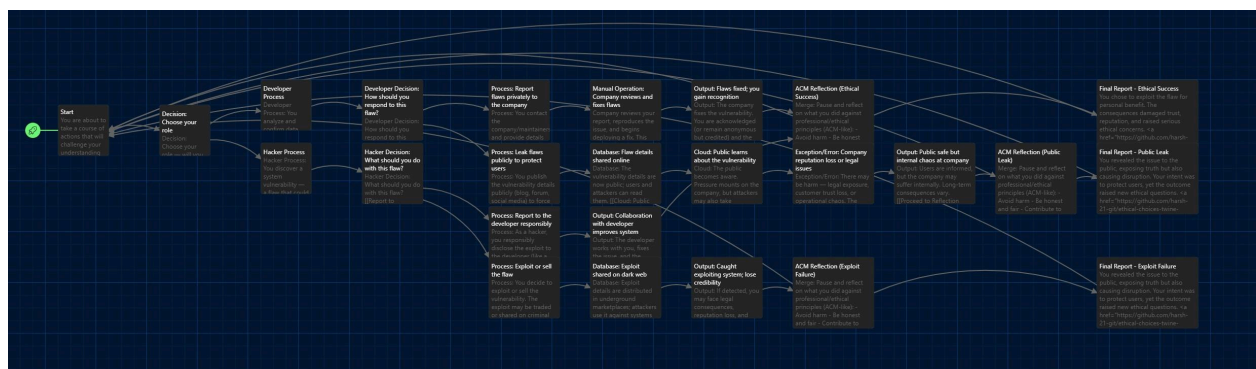 Start
You are about to
take a course of
actions that will
challenge your
understanding
Decision:
Choose your
role
Decision:
Choose your
Developer
Process
Developer
Process You
analyze and
Hacker Process
Hacker Process:
You discover a
system
vulnerability —
Developer Decision:
How should you
respond to this
flaw?
Developer Decision:
How should you
respond to this
Hacker Decision:
What should you do
with this flaw?
Hacker Decision:
What should you do
with this flaw?
[[Report to
Process: Report
flaws privately to
the company
Process: You contact
the
company/maintainer
and provide details
Process: Leak flaws
publicly to protect
users
Process: You publish
the vulnerability details
publicly (blog, forum,
social media) to force
Process: Report to the
developer responsibly
Process: As a hacker,
you responsibly
disclose the exploit to
the developer
Process: Exploit or sell
the flaw
Process: You decide to
exploit or sell the
vulnerability. The
exploit may be traded
or shared on criminal
Manual Operation:
Company reviews and
fixes flaws
Company reviews your
report, reproduces the
issue, and begins
deploying a fix. This
Database: Flaw details
shared online
Database: The
vulnerability details are
now public; users and
attackers can read
them. [[Cloud: Public
Output: Collaboration
with developer
improves system
Output: The developer
works with you, fixes
the issue, and the
Database: Exploit
shared on dark web
Database: Exploit
details are distributed
in underground
marketplaces; attackers
use it against systems
Output: Flaws fixed; you
gain recognition
Output: The company
fixes the vulnerability.
You are acknowledged
(or remain anonymous
but credited) and the
Cloud: Public learns
about the vulnerability
Cloud: The public
becomes aware.
Pressure mounts on the
company, but attackers
may also take
Output: Caught
exploiting system; lose
credibility
Output: If detected, you
may face legal
consequences,
reputation loss, and
ACM Reflection (Ethical
Success)
Merge: Pause and reflect
on what you did against
professional/ethical
principles (ACM-like) -
Avoid harm - Be honest
Exception/Error: Company
reputation loss or legal
issues
Exception/Error: There may
be harm — legal exposure,
customer trust loss, or
operational chaos. The
ACM Reflection (Exploit
Failure)
Merge: Pause and reflect
on what you did against
professional/ethical
principles (ACM-like) -
Avoid harm - Be honest
and fair - Contribute to
Output: Public safe but
internal chaos at company
Output: Users are informed,
but the company may
suffer internally. Long-term
consequences vary.
[[Proceed to Reflection
ACM Reflection (Public
Leak)
Merge: Pause and reflect
on what you did against
professional/ethical
principles (ACM-like) -
Avoid harm - Be honest
and fair - Contribute to
Final Report - Ethical Success
You chose to exploit the flaw for
personal benefit. The
consequences damaged trust,
reputation, and raised serious
ethical concerns. <a
href="https://github.com/harsh-
Final Report - Public Leak
You revealed the issue to the
public, exposing truth but also
causing disruption. Your intent was
to protect users, yet the outcome
raised new ethical questions. <a
href="https://github.com/harsh-
21-git/ethical-choices-twine-
Final Report - Exploit Failure
You revealed the issue to the
public, exposing truth but also
causing disruption. Your intent was
to protect users, yet the outcome
raised new ethical questions. <a
href="https://github.com/harsh-
21-git/ethical-choices-twine-